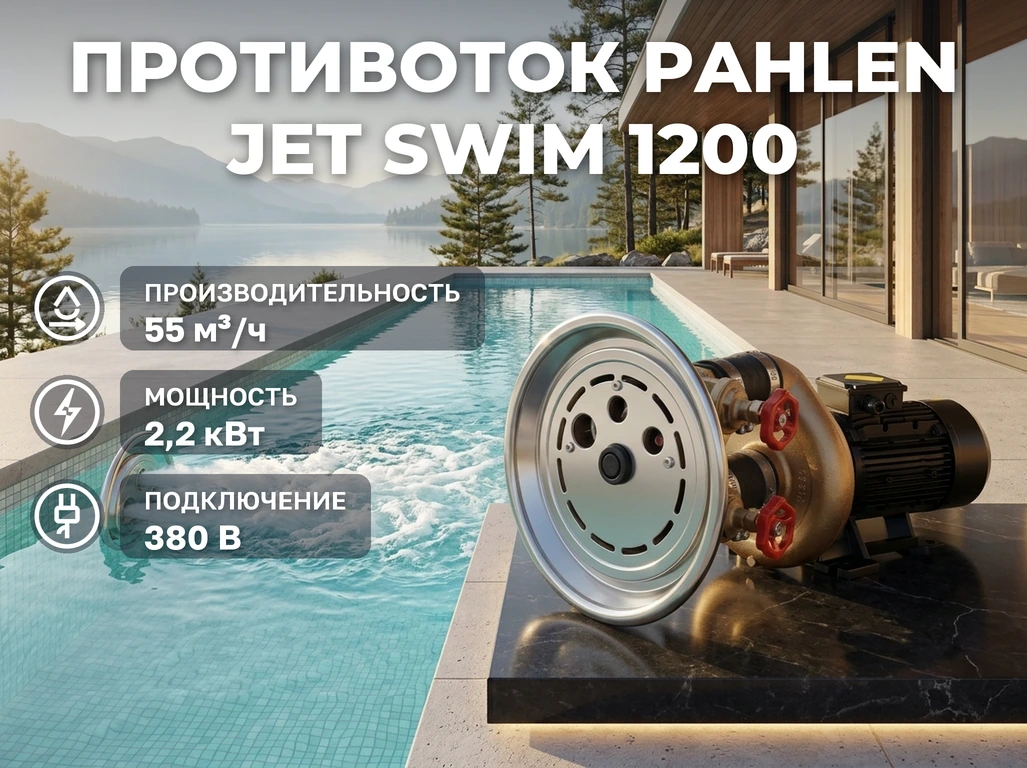 ПРОТИВОТОК PAHLEN
JET SWIM 1200
ПРОИЗВОДИТЕЛЬНОСТЬ
55 м³/ч
МОЩНОСТЬ
2,2 кВт
ПОДКЛЮЧЕНИЕ
380 В